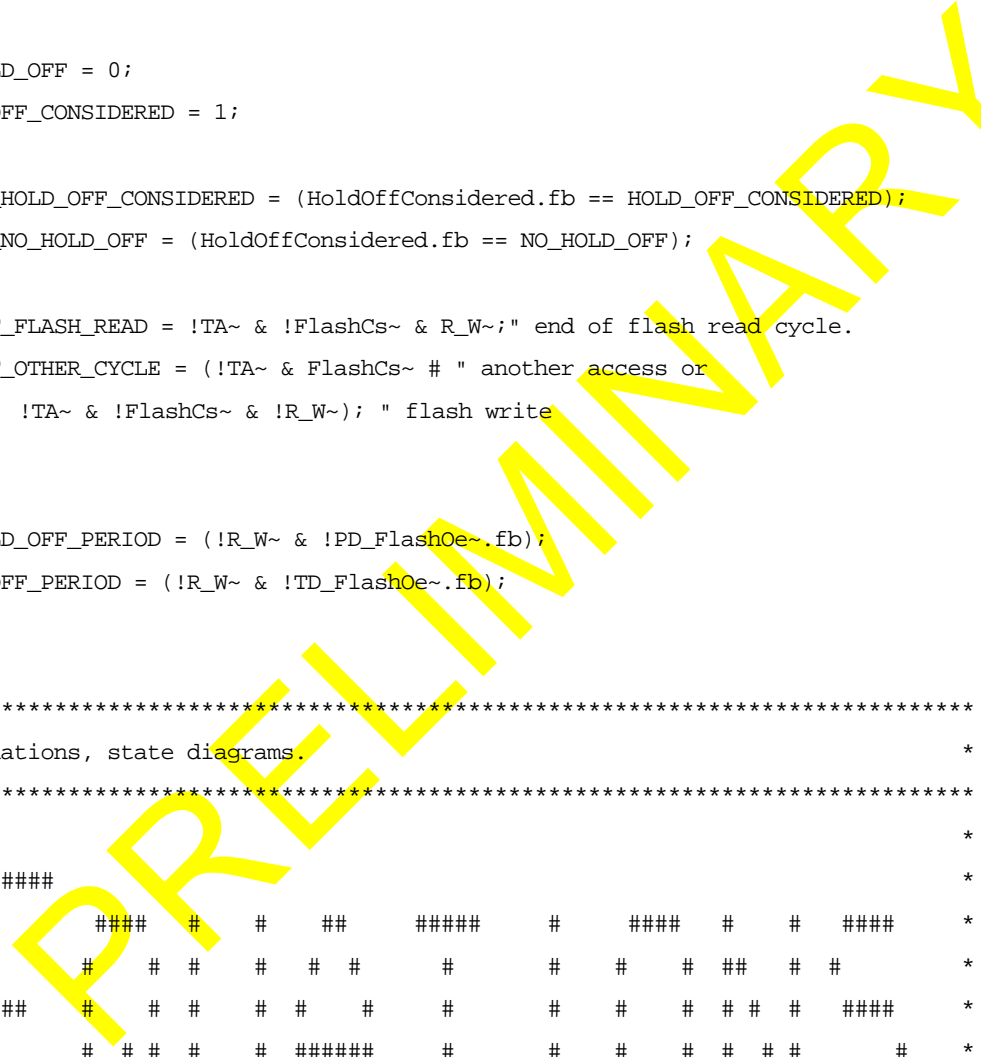 D_OFF = 0;
FF_CONSIDERED = 1;
HOLD_OFF_CONSIDERED = (HoldOffConsidered.fb == HOLD_OFF_CONSIDERED);
NO_HOLD_OFF = (HoldOffConsidered.fb == NO_HOLD_OFF);
_FLASH_READ = !TA~ & !FlashCs~ & R_W~;" end of flash read cycle.
_OTHER_CYCLE = (!TA~ & FlashCs~ # " another access or
!TA~ & !FlashCs~ & !R_W~); " flash write
D_OFF_PERIOD = (!R_W~ & !PD_FlashOe~.fb);
FF_PERIOD = (!R_W~ & !TD_FlashOe~.fb);
*************************************************************************
ations, state diagrams. *
*************************************************************************
*
#### *
#### # # ## ##### # #### # # #### *
# # # # # # # # # # ## # # *
## # # # # # # # # # # # # # #### *
# # # # # ###### # # # # # # # # *
PRELIMINARY